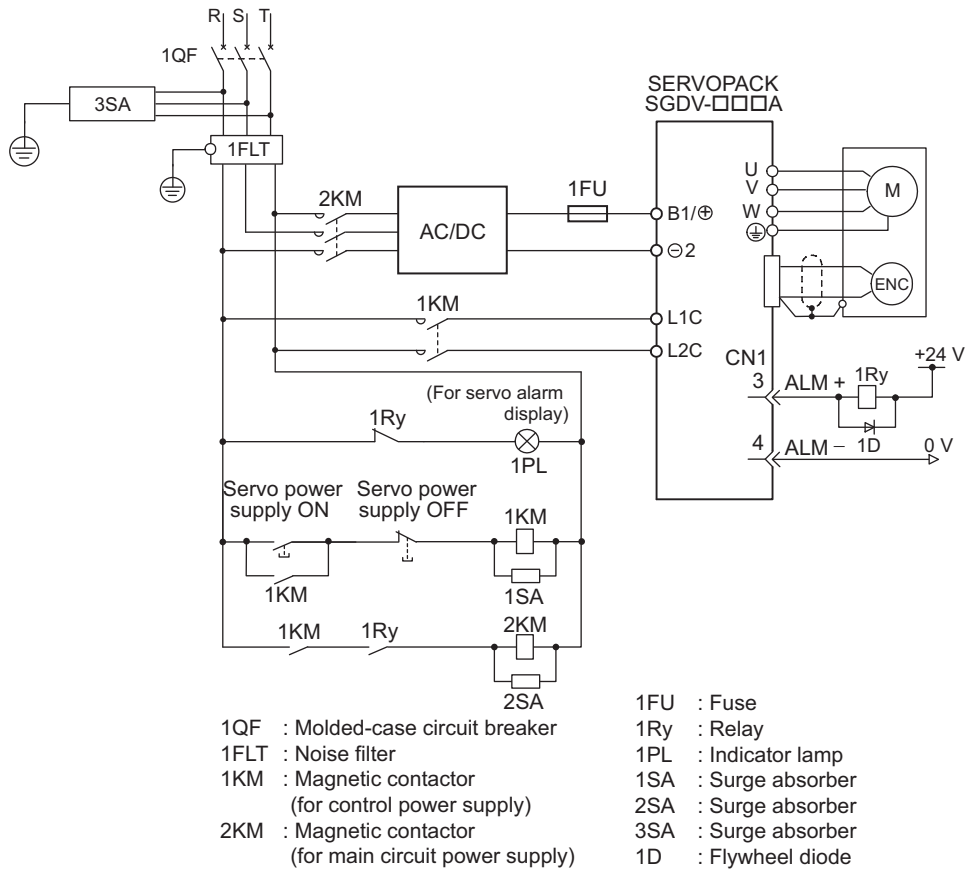 R S T
1QF
3SA
1FLT
SERVOPACK
SGDV-□□□A
2KM
AC/DC
1FU
B1/⊕
⊖2
U
V
W
M
ENC
1KM
L1C
L2C
CN1
3
ALM +
1Ry
+24 V
1D
4
ALM −
0 V
(For servo alarm
display)
1Ry
1PL
Servo power
supply ON
Servo power
supply OFF
1KM
1KM
1SA
1KM
1Ry
2KM
2SA
1QF : Molded-case circuit breaker
1FLT : Noise filter
1KM : Magnetic contactor
(for control power supply)
2KM : Magnetic contactor
(for main circuit power supply)
1FU : Fuse
1Ry : Relay
1PL : Indicator lamp
1SA : Surge absorber
2SA : Surge absorber
3SA : Surge absorber
1D : Flywheel diode